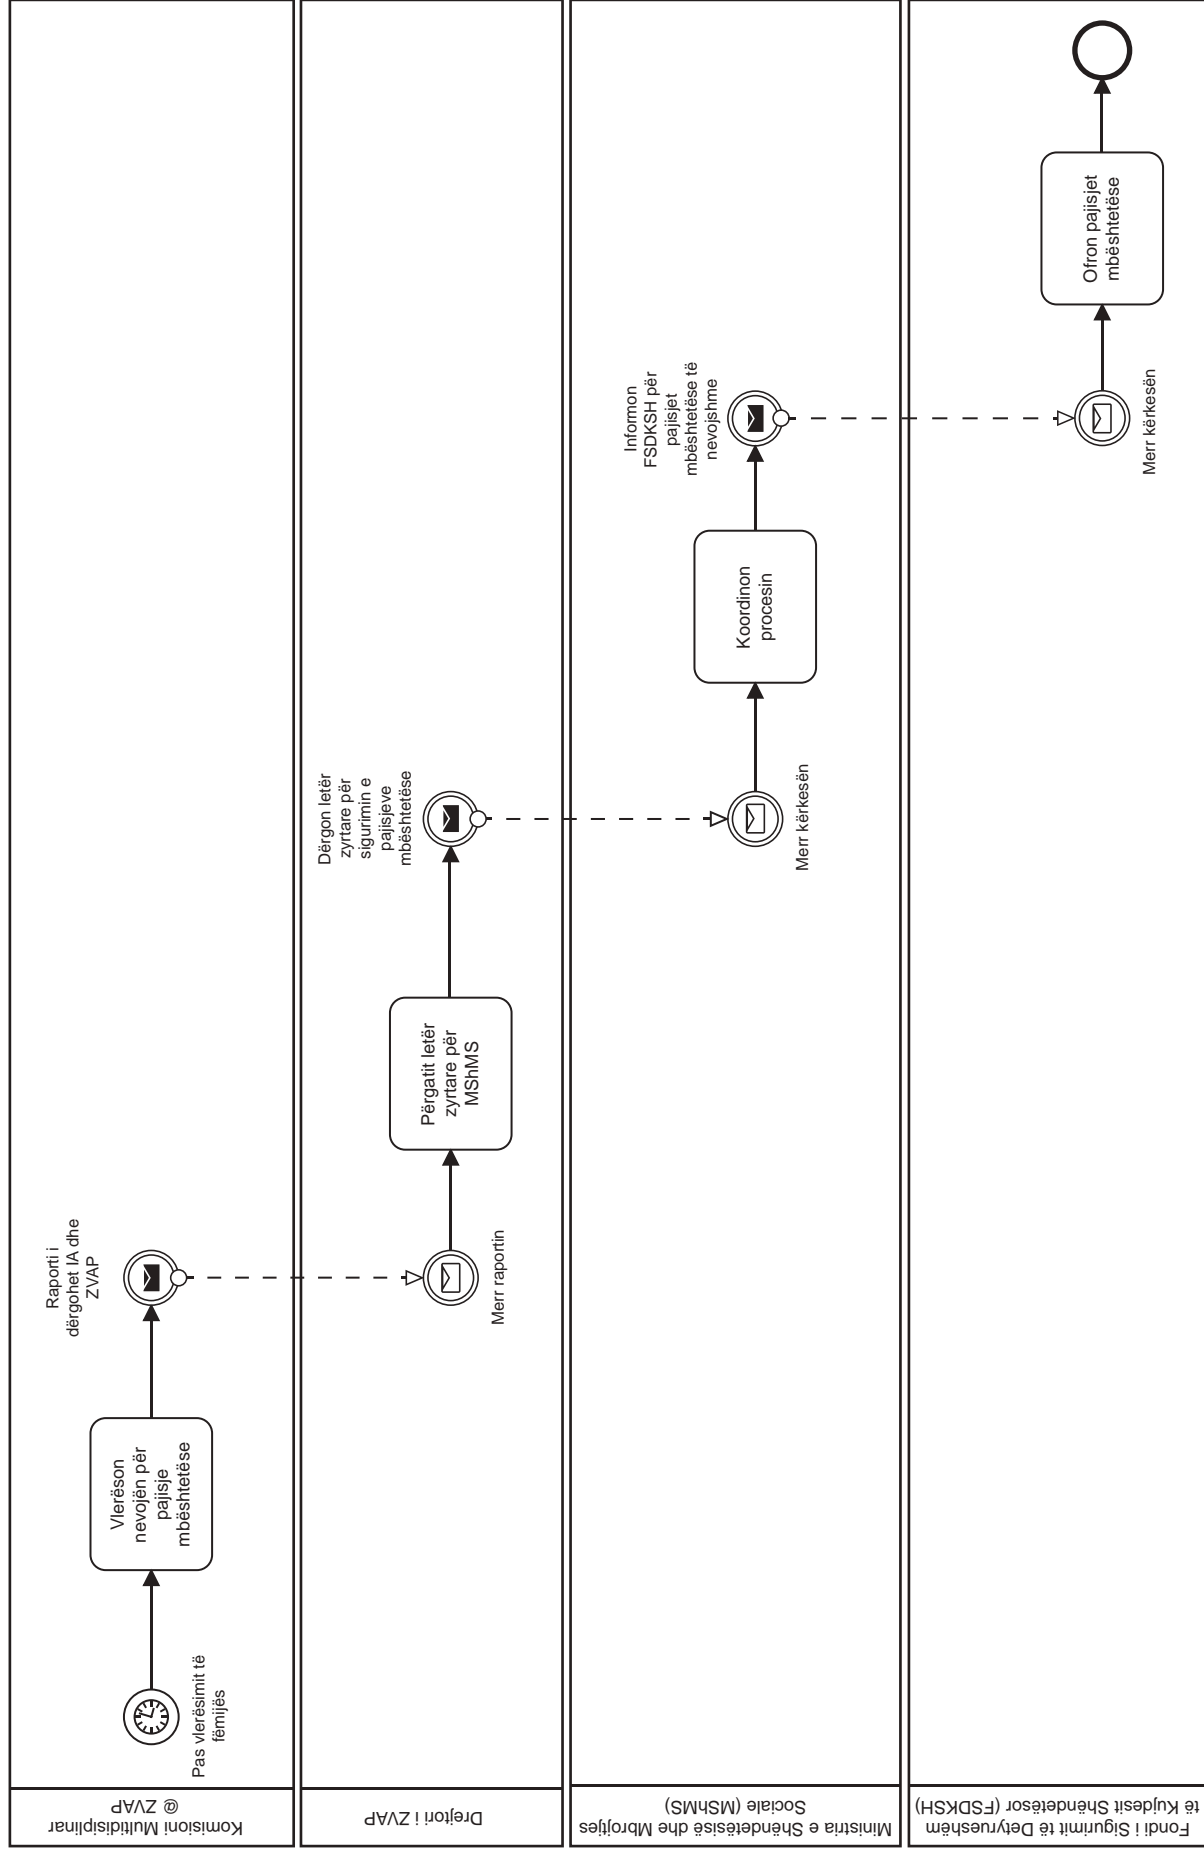 Komisioni Multidisiplinar
@ ZVAP
Pas vlerësimit të
fëmijës
Vlerëson
nevojën për
pajisje
mbështetëse
Raporti i
dërgohet IA dhe
ZVAP
Drejtori i ZVAP
Merr raportin
Përgatit letër
zyrtare për
MShMS
Dërgon letër
zyrtare për
sigurimin e
pajisjeve
mbështetëse
Ministria e Shëndetësisë dhe Mbrojtjes
Sociale (MShMS)
Merr kërkesën
Koordinon
procesin
Informon
FSDKSH për
pajisjet
mbështetëse të
nevojshme
Fondi i Sigurimit të Detyrueshëm
të Kujdesit Shëndetësor (FSDKSH)
Merr kërkesën
Ofron pajisjet
mbështetëse